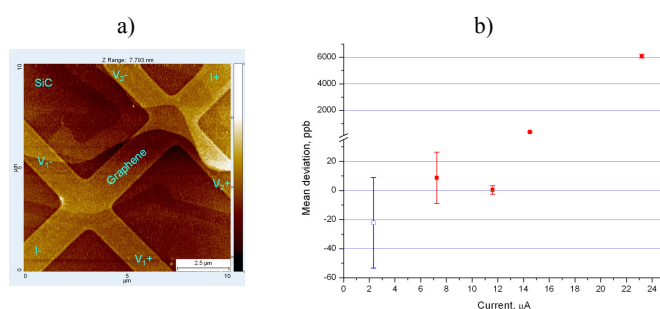 a)
b)
Z Range: 7.793 nm
10
5
0
µm
SiC
V2-
I+
V1
Graphene
V2+
I-
V1+
2.5 µm
0
5
10
µm
Mean deviation, ppb
6000
4000
2000
20
0
-20
-40
-60
0 2 4 6 8 10 12 14 16 18 20 22 24
Current, µA